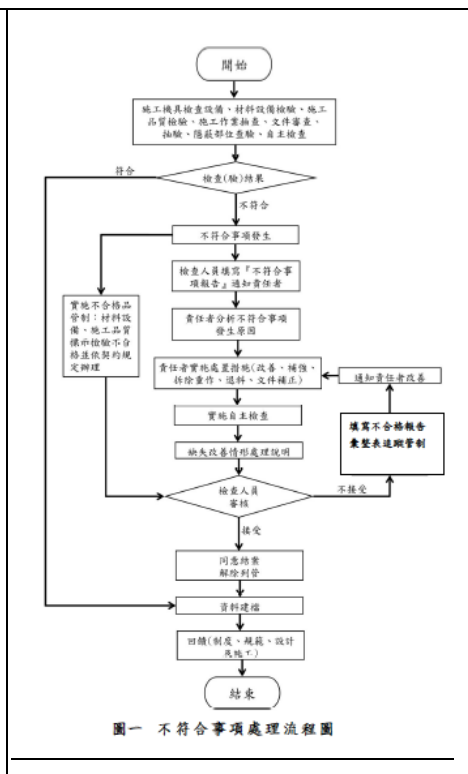 開始
施工機具檢查設備、材料設備檢驗、施工
品質檢驗、施工作業抽查、文件審查、
抽驗、隱蔽部位查驗、自主檢查
符合
檢查(驗)結果
不符合
不符合事項發生
檢查人員填寫『不符合事
項報告』通知責任者
實施不合格品
管制：材料設
備、施工品質
標示檢驗不合
格並依契約規
定辦理
責任者分析不符合事項
發生原因
責任者實施處置措施(改善、補強、
拆除重作、退料、文件補正)
通知責任者改善
實施自主檢查
填寫不合格報告
彙整表追蹤管制
缺失改善情形處理說明
檢查人員
審核
不接受
接受
同意結案
解除列管
資料建檔
回饋(制度、規範、設計
及施工)
結束
圖一 不符合事項處理流程圖